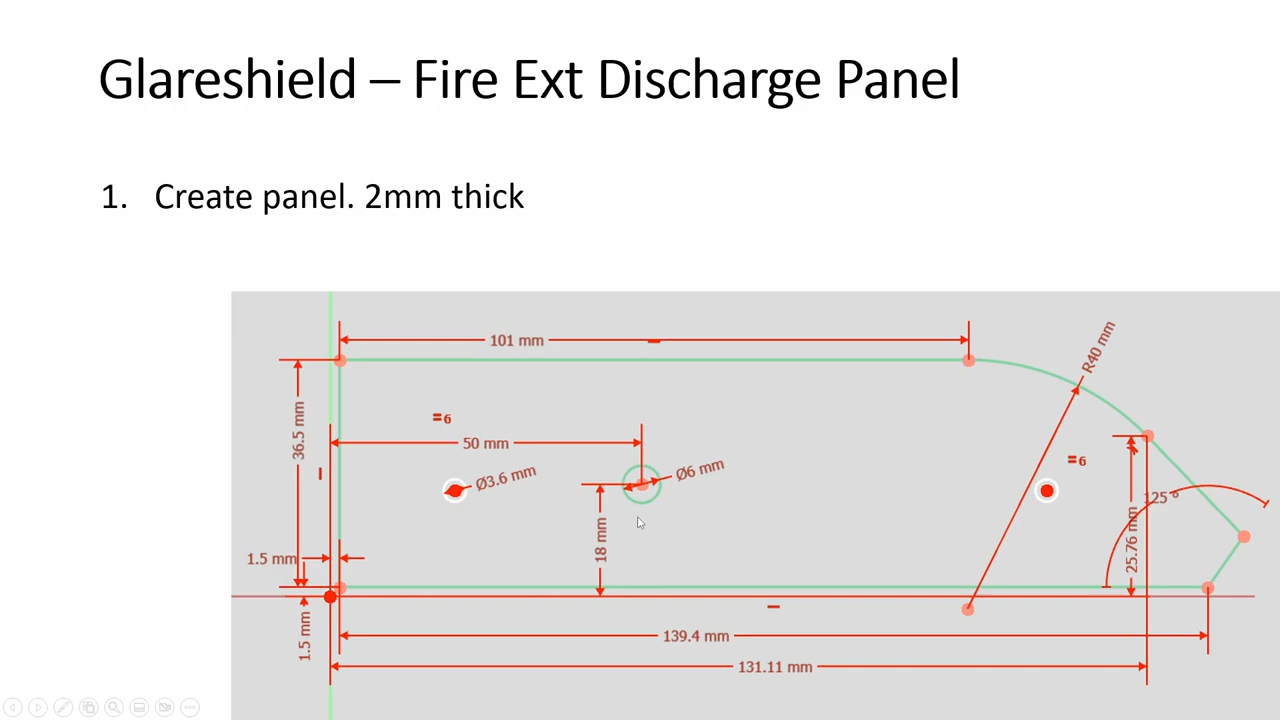 Glareshield – Fire Ext Discharge Panel
1. Create panel. 2mm thick
101 mm
R40 mm
36.5 mm
=6
50 mm
Ø3.6 mm
Ø6 mm
=6
125 °
18 mm
25.76 mm
1.5 mm
1.5 mm
139.4 mm
131.11 mm